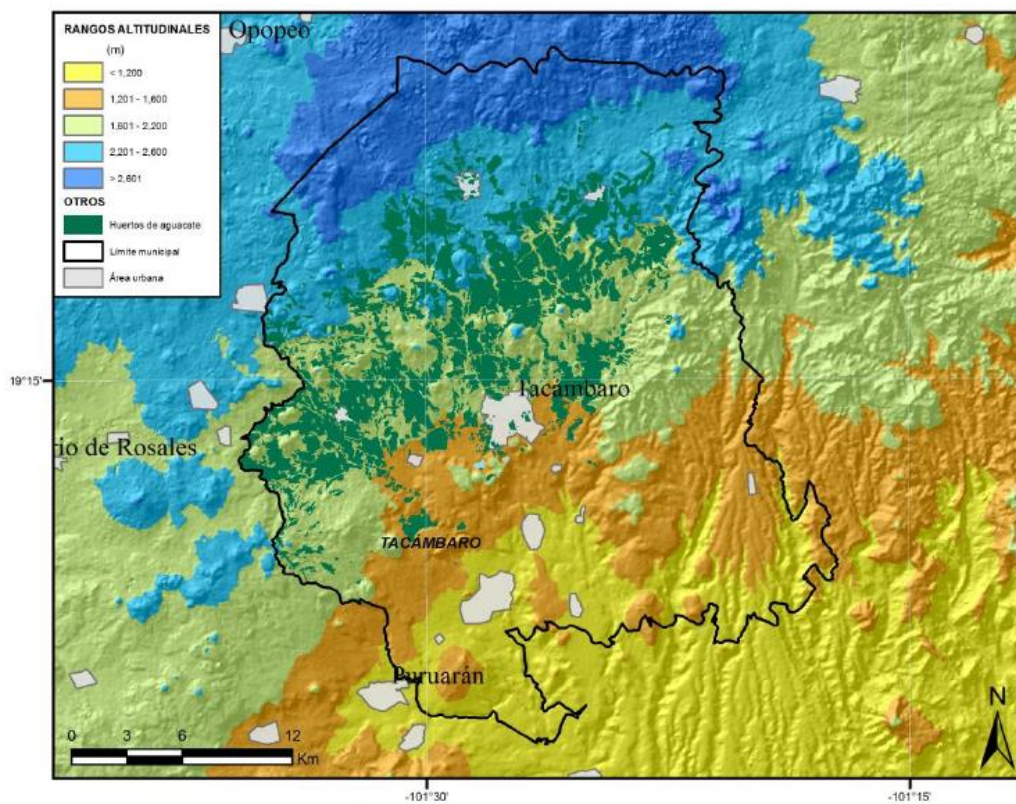 RANGOS ALTITUDINALES
(m)
< 1,200
1,201 - 1,600
1,601 - 2,200
2,201 - 2,600
> 2,601
OTROS
Huertos de aguacate
Límite municipal
Área urbana
Opopeo
19°15'
Tacámbaro
rio de Rosales
TACÁMBARO
Puruarán
0 3 6 12
Km
N
-101°30'
-101°15'